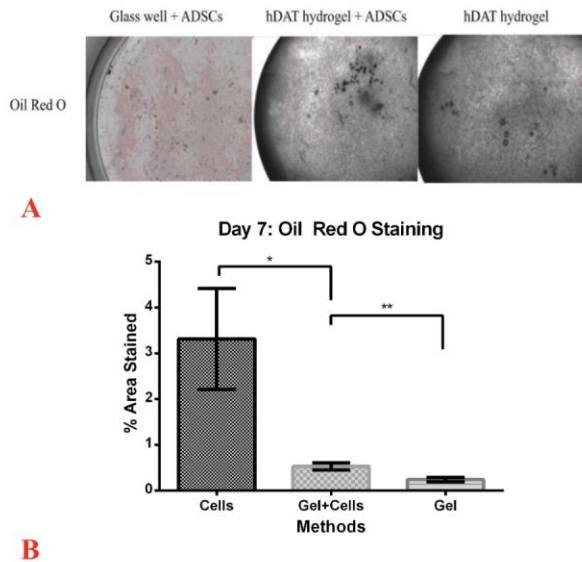 Glass well + ADSCs hDAT hydrogel + ADSCs hDAT hydrogel
Oil Red O
A
Day 7: Oil Red O Staining
*
**
% Area Stained
5
4
3
2
1
0
Cells Gel+Cells Gel
Methods
B